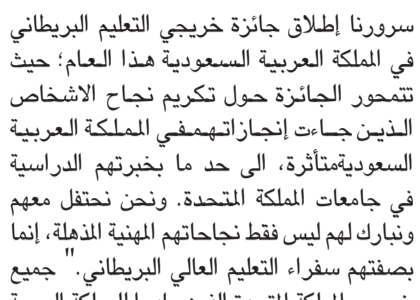 سرورنا إطلاق جائزة خريجي التعليم البريطاني
في المملكة العربية السعودية هذا العام؛ حيث
تتمحور الجائزة حول تكريم نجاح الاشخاص
الذين جاءت إنجازاتهمفي المملكة العربية
السعوديةمتأثرة، الى حد ما بخبرتهم الدراسية
في جامعات المملكة المتحدة. ونحن نحتفل معهم
ونبارك لهم ليس فقط نجاحاتهم المهنية المذهلة، إنما
بصفتهم سفراء التعليم العالي البريطاني." جميع